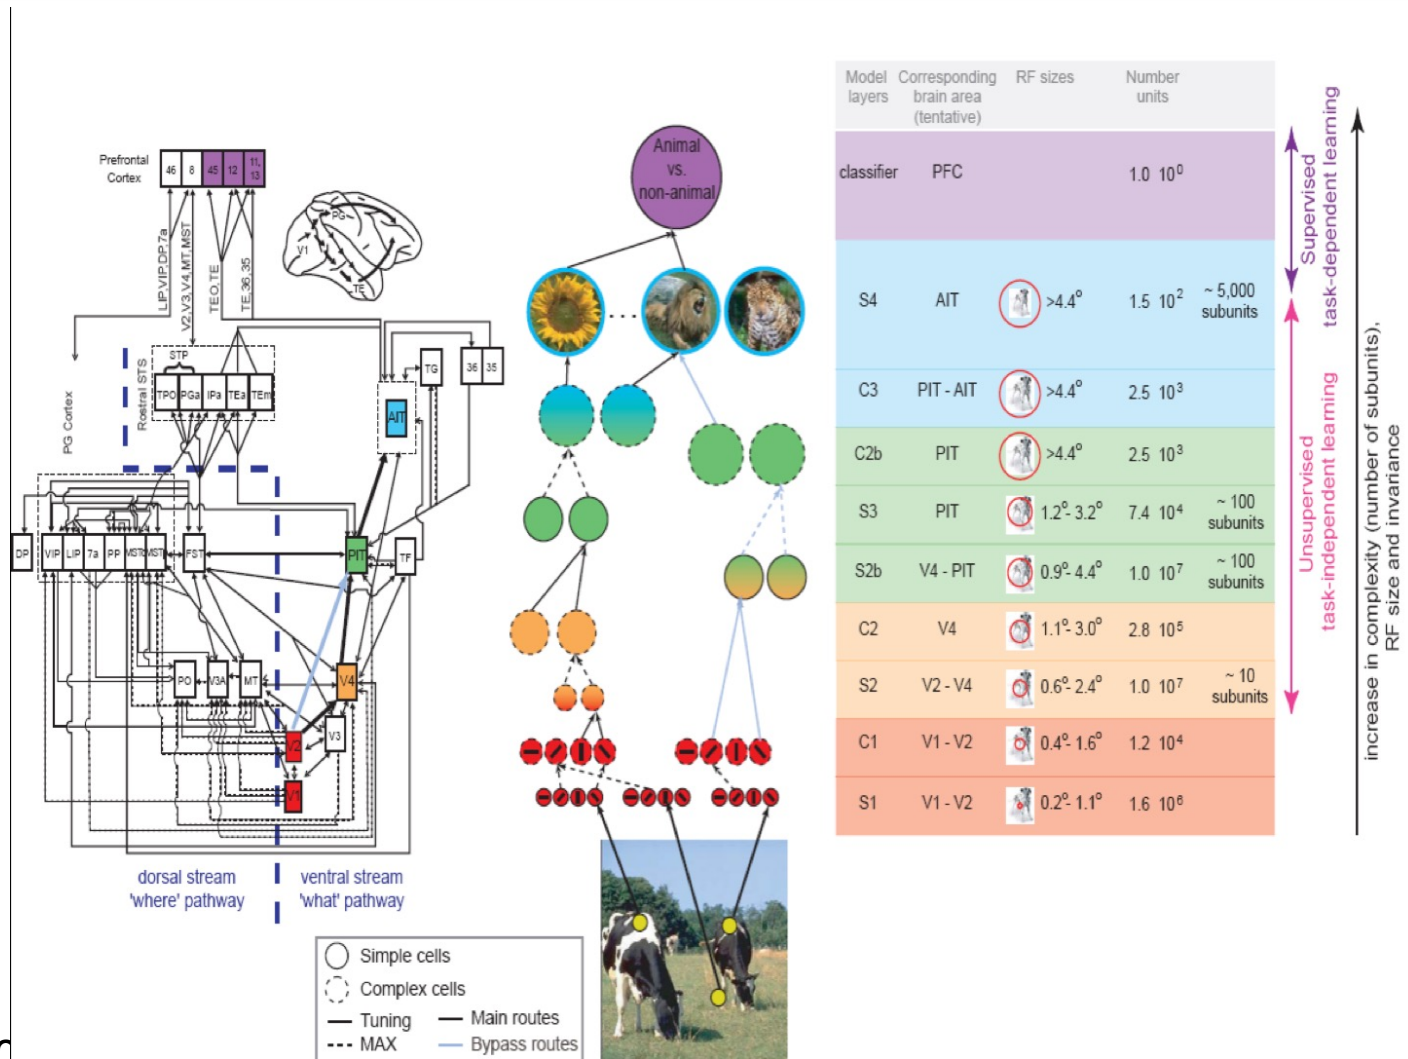 Model layers
Corresponding brain area (tentative)
RF sizes
Number units
classifier PFC 1.0 10⁰
S4 AIT >4.4° 1.5 10² ~ 5,000 subunits
C3 PIT - AIT >4.4° 2.5 10³
C2b PIT >4.4° 2.5 10³
S3 PIT 1.2°- 3.2° 7.4 10⁴ ~ 100 subunits
S2b V4 - PIT 0.9°- 4.4° 1.0 10⁷ ~ 100 subunits
C2 V4 1.1°- 3.0° 2.8 10⁵
S2 V2 - V4 0.6°- 2.4° 1.0 10⁷ ~ 10 subunits
C1 V1 - V2 0.4°- 1.6° 1.2 10⁴
S1 V1 - V2 0.2°- 1.1° 1.6 10⁶
Supervised
task-dependent learning
Unsupervised
task-independent learning
increase in complexity (number of subunits),
RF size and invariance
Animal
vs.
non-animal
Prefrontal
Cortex
46 8 45 12 11, 13
LIP,VIP,DP,7a
V2,V3,V4,MT,MST
TEO,TE
TE,36,35
PG
V1
TE
STP
Rostral STS
TPO PGa IPa TEa TEm
TG
36 35
AIT
PG Cortex
DP VIP LIP 7a PP FST PIT TF
PO V3A MT V4
V2 V3
V1
dorsal stream
'where' pathway
ventral stream
'what' pathway
Simple cells
Complex cells
Tuning
Main routes
MAX
Bypass routes